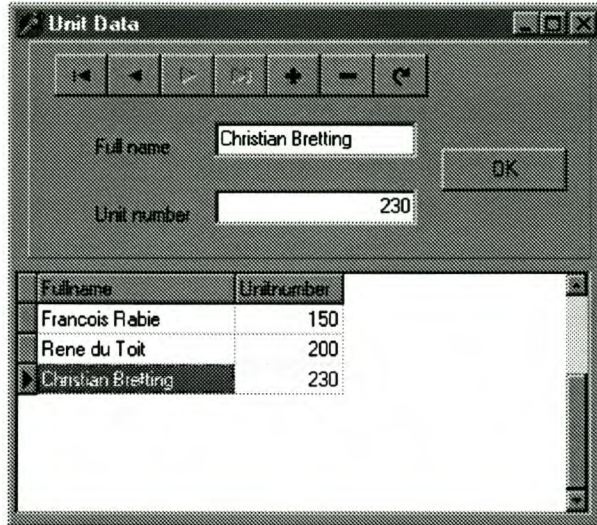 Unit Data
Full name
Christian Bretting
OK
Unit number
230
Fullname Unitnumber
Francois Rabie 150
Rene du Toit 200
Christian Bretting 230